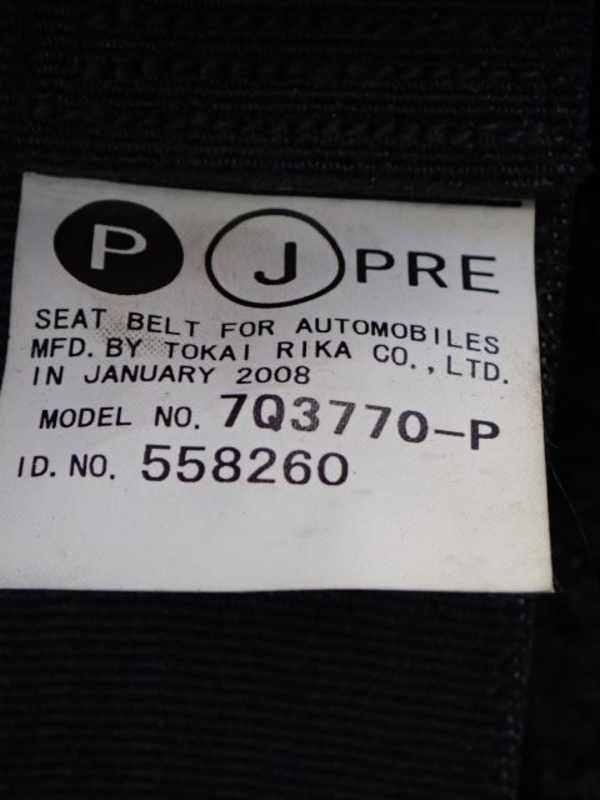 P J PRE
SEAT BELT FOR AUTOMOBILES
MFD. BY TOKAI RIKA CO., LTD.
IN JANUARY 2008
MODEL NO. 7Q3770-P
ID. NO. 558260